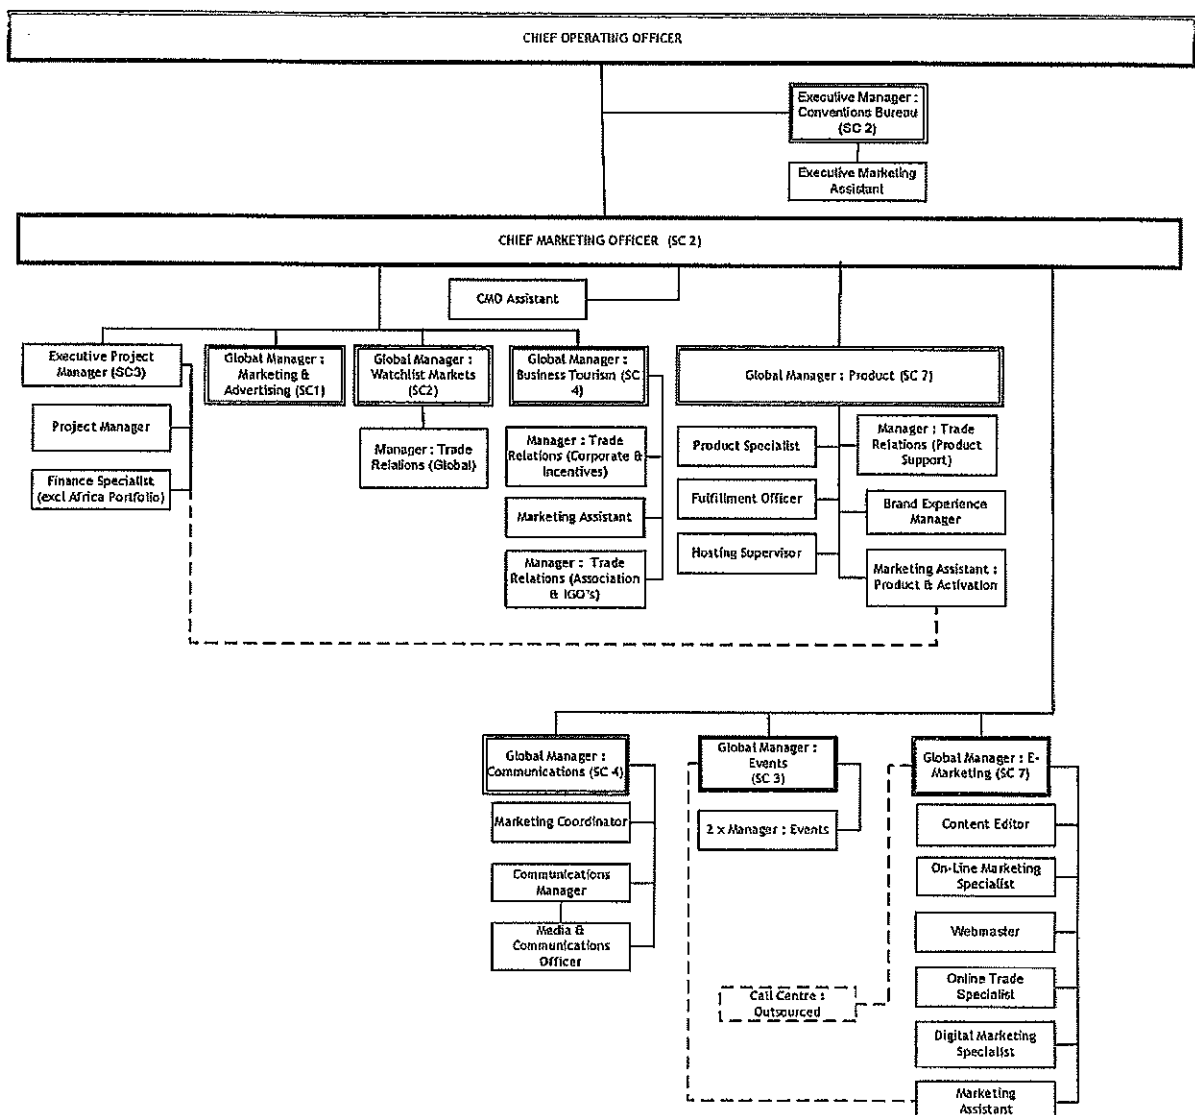 CHIEF OPERATING OFFICER
Executive Manager :
Conventions Bureau
(SC 2)
Executive Marketing
Assistant
CHIEF MARKETING OFFICER (SC 2)
CMO Assistant
Executive Project
Manager (SC3)
Global Manager :
Marketing &
Advertising (SC1)
Global Manager :
Watchlist Markets
(SC2)
Global Manager :
Business Tourism (SC
4)
Global Manager : Product (SC 7)
Project Manager
Finance Specialist
(excl Africa Portfolio)
Manager : Trade
Relations (Global)
Manager : Trade
Relations (Corporate &
Incentives)
Marketing Assistant
Manager : Trade
Relations (Association
& IGO's)
Product Specialist
Fulfillment Officer
Hosting Supervisor
Manager : Trade
Relations (Product
Support)
Brand Experience
Manager
Marketing Assistant :
Product & Activation
Global Manager :
Communications (SC 4)
Marketing Coordinator
Communications
Manager
Media &
Communications
Officer
Global Manager :
Events
(SC 3)
2 x Manager : Events
Call Centre :
Outsourced
Global Manager : E-
Marketing (SC 7)
Content Editor
On-Line Marketing
Specialist
Webmaster
Online Trade
Specialist
Digital Marketing
Specialist
Marketing
Assistant